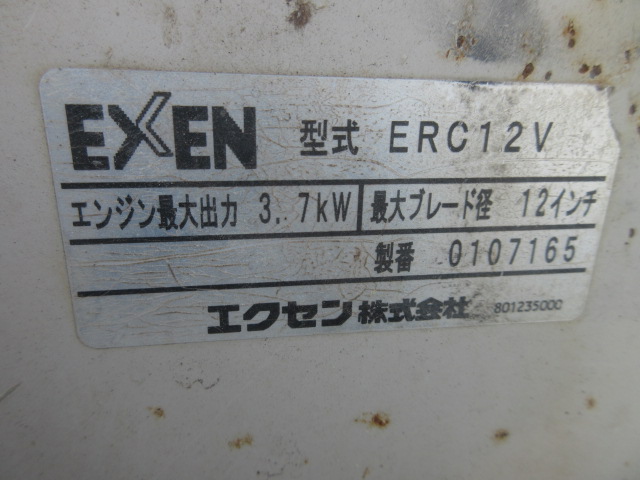 EXEN 型式 ERC12V
エンジン最大出力 3.7kW 最大ブレード径 12インチ
製番 0107165
エクセン株式会社 801235000